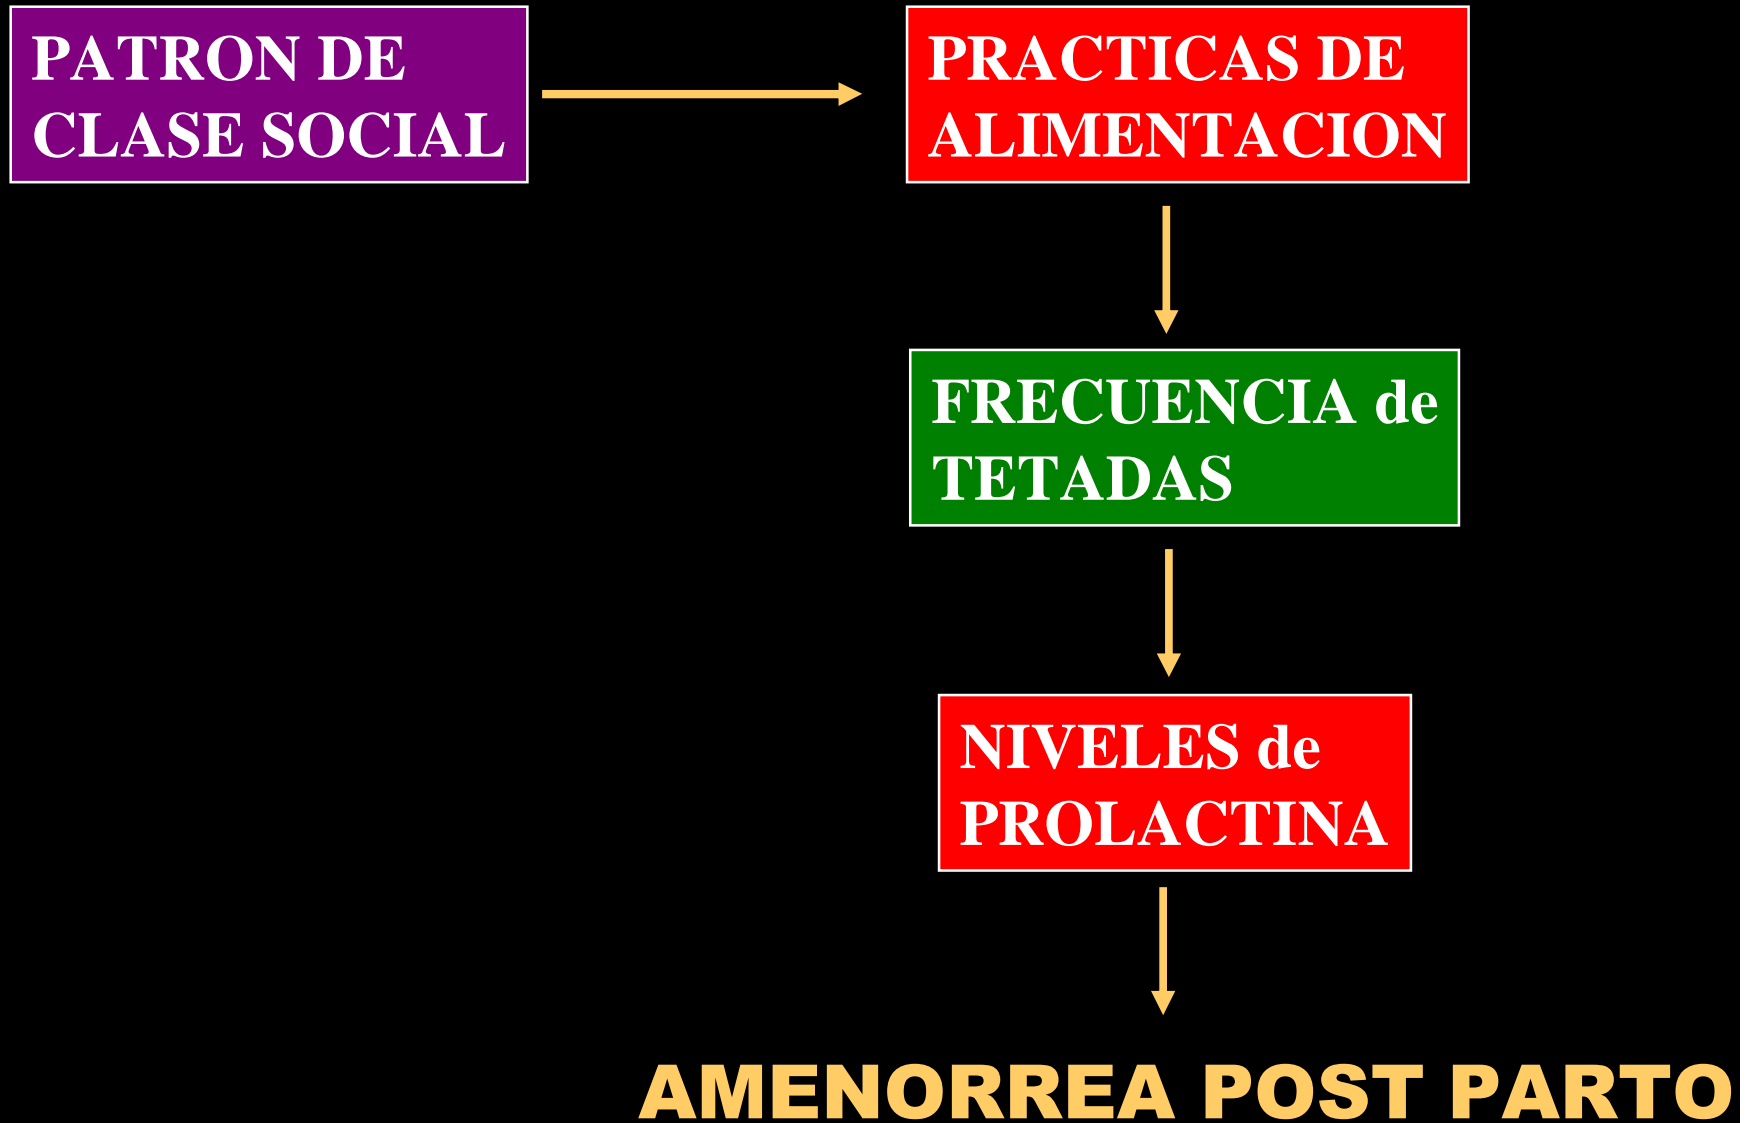 PATRON DE
CLASE SOCIAL
PRACTICAS DE
ALIMENTACION
FRECUENCIA de
TETADAS
NIVELES de
PROLACTINA
AMENORREA POST PARTO